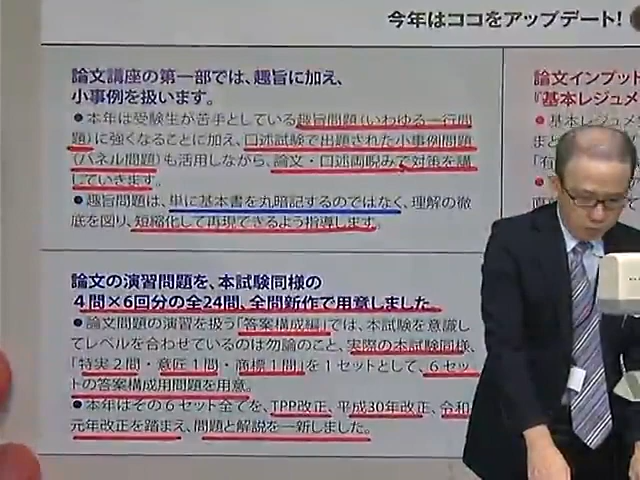 今年はココをアップデート!
論文講座の第一部では、趣旨に加え、
小事例を扱います。
●本年は受験生が苦手としている趣旨問題(いわゆる一行問
題)に強くなることに加え、口述試験で出題された小事例問題
(パネル問題)も活用しながら、論文・口述両睨みで対策を講
じていきます。
●趣旨問題は、単に基本書を丸暗記するのではなく、理解の徹
底を図り、短縮化して再現できるよう指導します。
論文の演習問題を、本試験同様の
4問×6回分の全24問、全問新作で用意しました。
●論文問題の演習を扱う「答案構成編」では、本試験を意識し
てレベルを合わせているのは勿論のこと、実際の本試験同様、
「特実2問・意匠1問・商標1問」を1セットとして、6セッ
トの答案構成用問題を用意。
●本年はその6セット全てを、TPP改正、平成30年改正、令和
元年改正を踏まえ、問題と解説を一新しました。
論文インプット
『基本レジュメ
●基本レジュメ